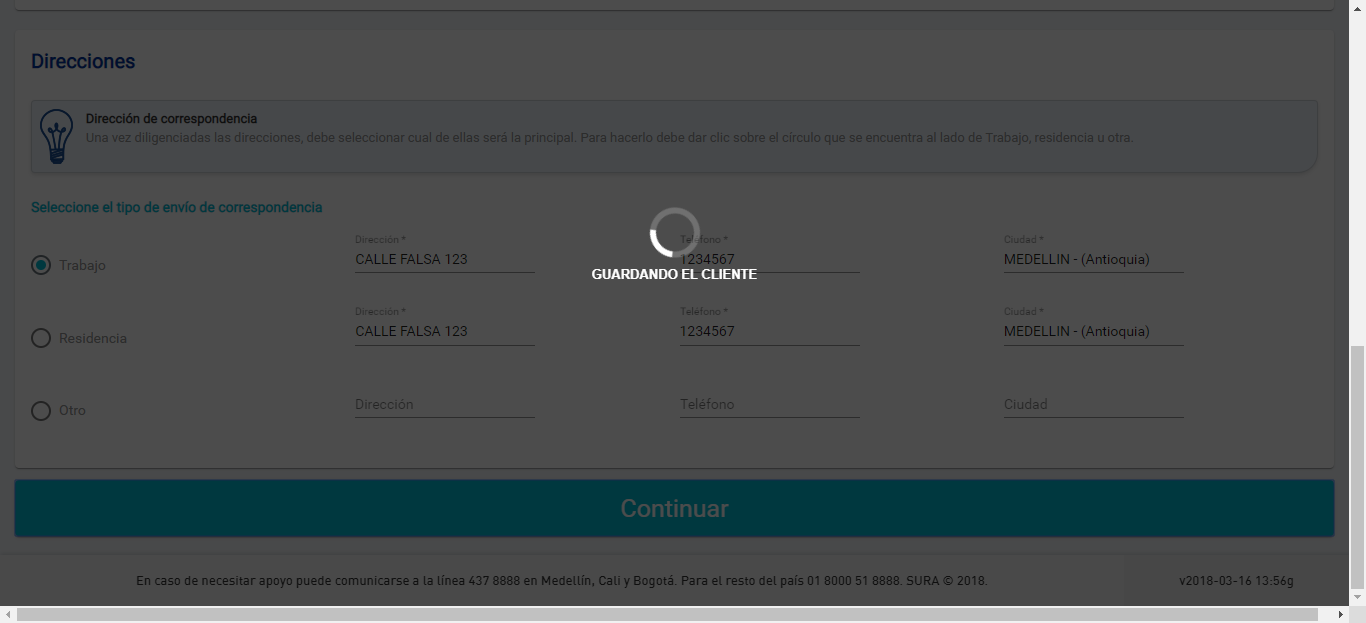 Direcciones
Dirección de correspondencia
Una vez diligenciadas las direcciones, debe seleccionar cual de ellas será la principal. Para hacerlo debe dar clic sobre el círculo que se encuentra al lado de Trabajo, residencia u otra.
Seleccione el tipo de envío de correspondencia
Dirección * Teléfono * Ciudad *
Trabajo CALLE FALSA 123 1234567 MEDELLIN - (Antioquia)
GUARDANDO EL CLIENTE
Dirección * Teléfono * Ciudad *
Residencia CALLE FALSA 123 1234567 MEDELLIN - (Antioquia)
Otro Dirección Teléfono Ciudad
Continuar
En caso de necesitar apoyo puede comunicarse a la línea 437 8888 en Medellín, Cali y Bogotá. Para el resto del país 01 8000 51 8888. SURA © 2018. v2018-03-16 13:56g